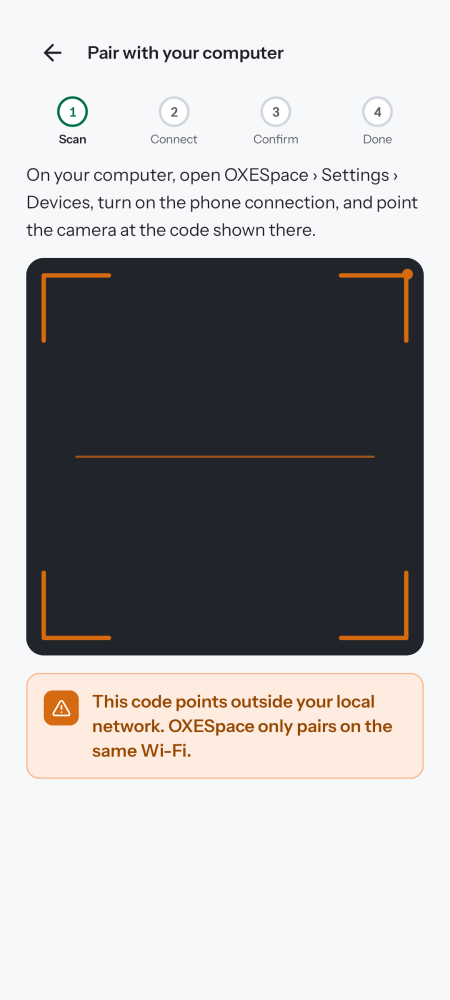 Pair with your computer
1
2
3
4
Scan
Connect
Confirm
Done
On your computer, open OXESpace › Settings ›
Devices, turn on the phone connection, and point
the camera at the code shown there.
This code points outside your local
network. OXESpace only pairs on the
same Wi-Fi.